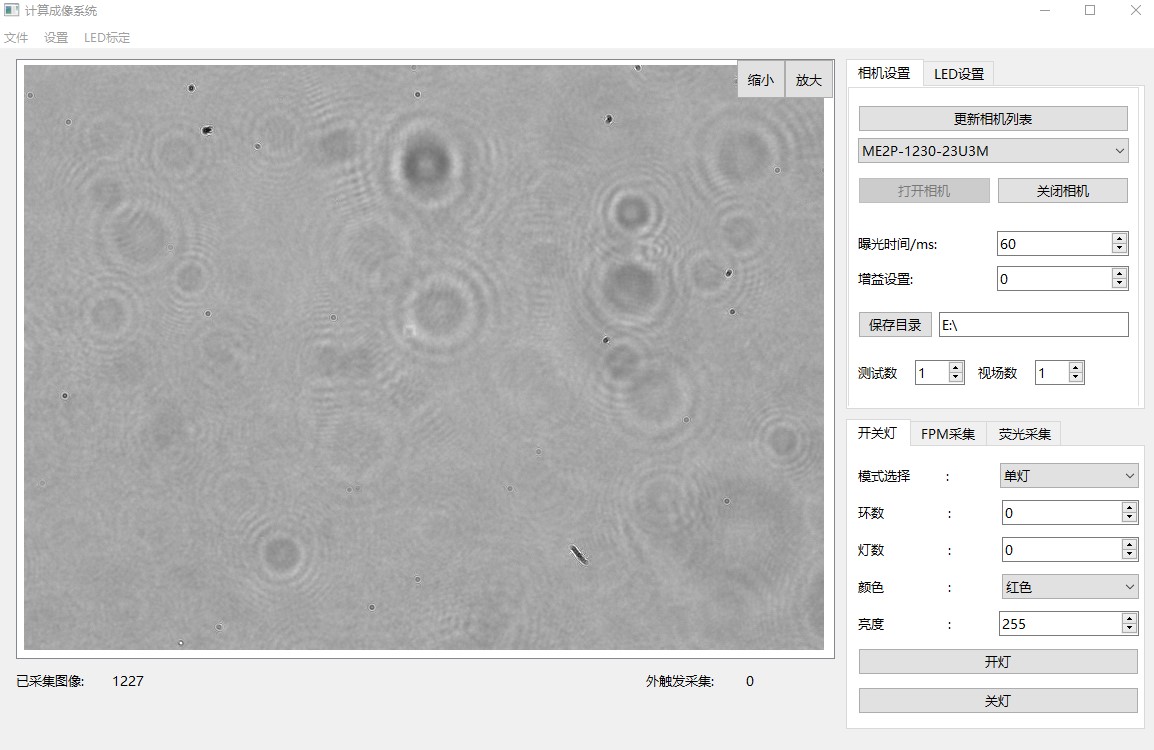 计算成像系统
文件 设置 LED标定
缩小 放大
相机设置 LED设置
更新相机列表
ME2P-1230-23U3M
打开相机 关闭相机
曝光时间/ms: 60
增益设置: 0
保存目录 E:\
测试数 1 视场数 1
开关灯 FPM采集 荧光采集
模式选择 : 单灯
环数 : 0
灯数 : 0
颜色 : 红色
亮度 : 255
开灯
关灯
已采集图像: 1227 外触发采集: 0